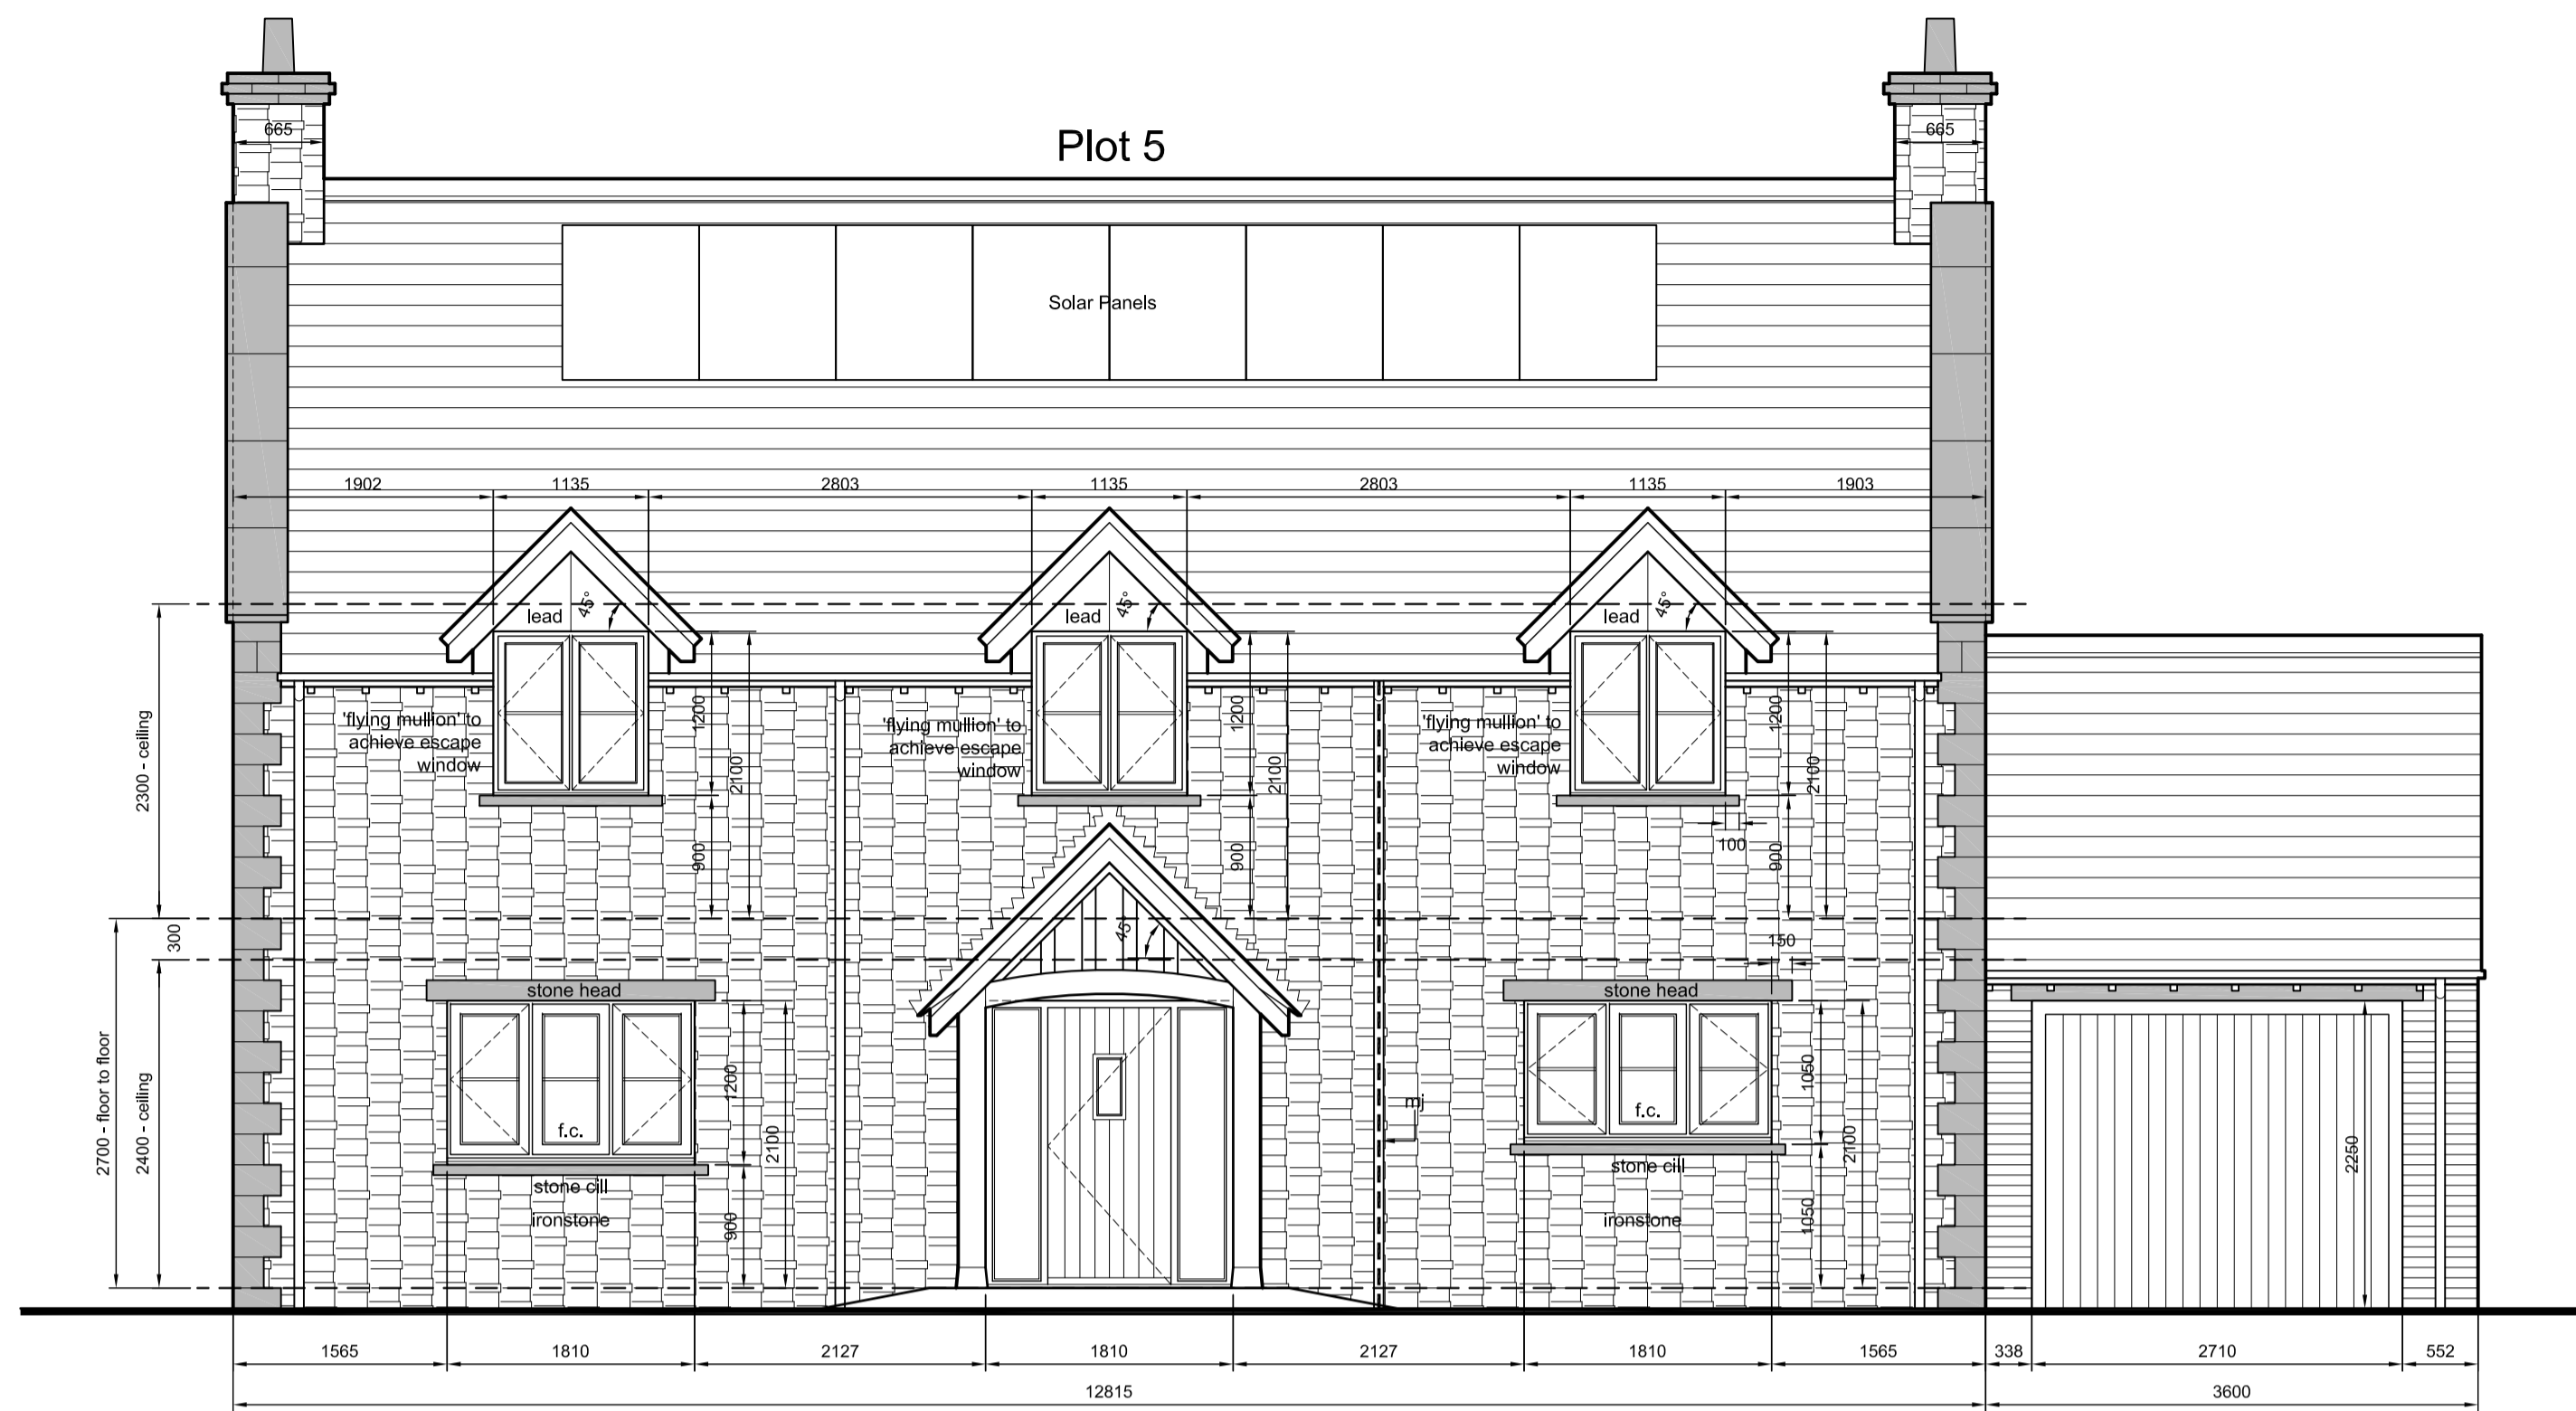 Plot 5
665
665
Solar Panels
1902
1135
2803
1135
2803
1135
1903
lead
45°
lead
45°
lead
45°
'flying mullion' to
achieve escape
window
'flying mullion' to
achieve escape
window
'flying mullion' to
achieve escape
window
1200
2100
900
1200
2100
900
1200
2100
900
100
2300 - ceiling
300
2700 - floor to floor
2400 - ceiling
45°
150
stone head
stone head
f.c.
f.c.
1200
2100
900
mj
1050
2100
1050
2250
stone cill
ironstone
stone cill
ironstone
1565
1810
2127
1810
2127
1810
1565
338
2710
552
12815
3600